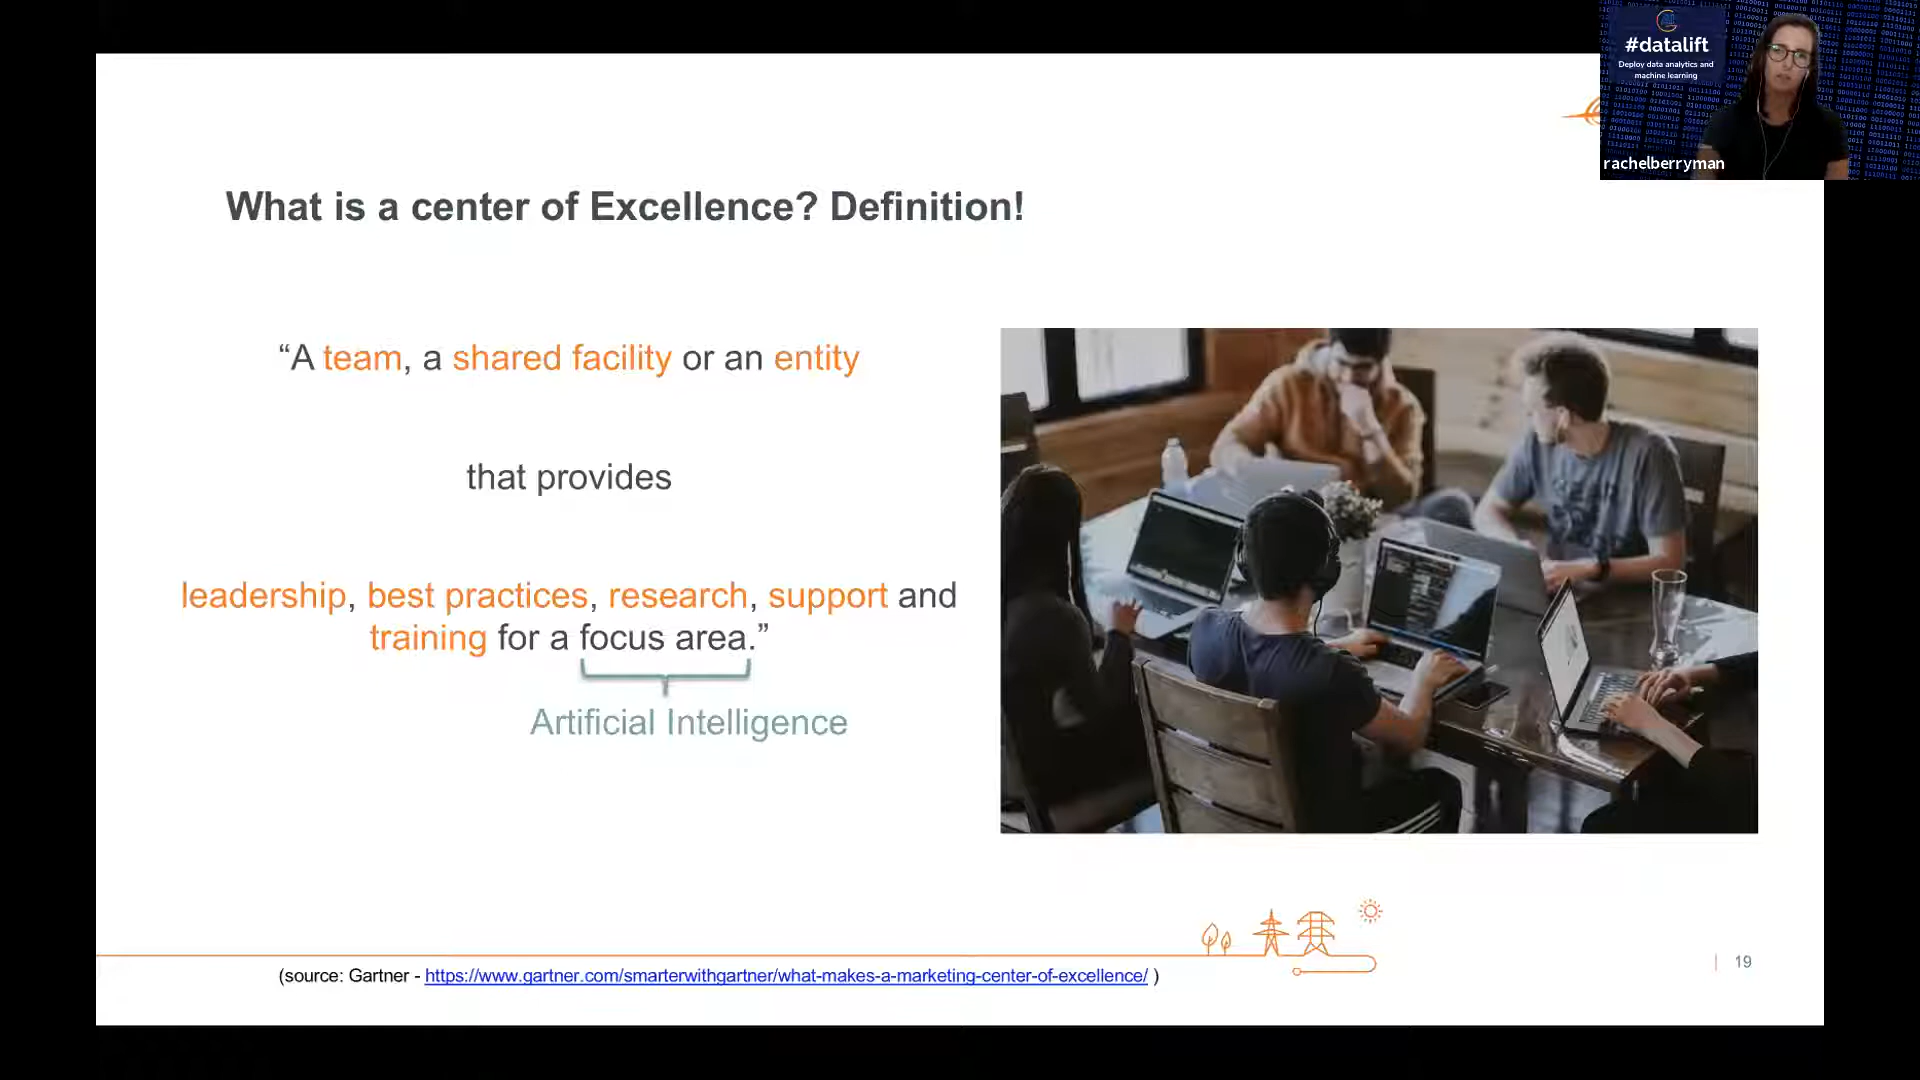 #datalift
Deploy data analytics and
machine learning
rachelberryman
What is a center of Excellence? Definition!
“A team, a shared facility or an entity
that provides
leadership, best practices, research, support and
training for a focus area.”
Artificial Intelligence
(source: Gartner - https://www.gartner.com/smarterwithgartner/what-makes-a-marketing-center-of-excellence/ )
19